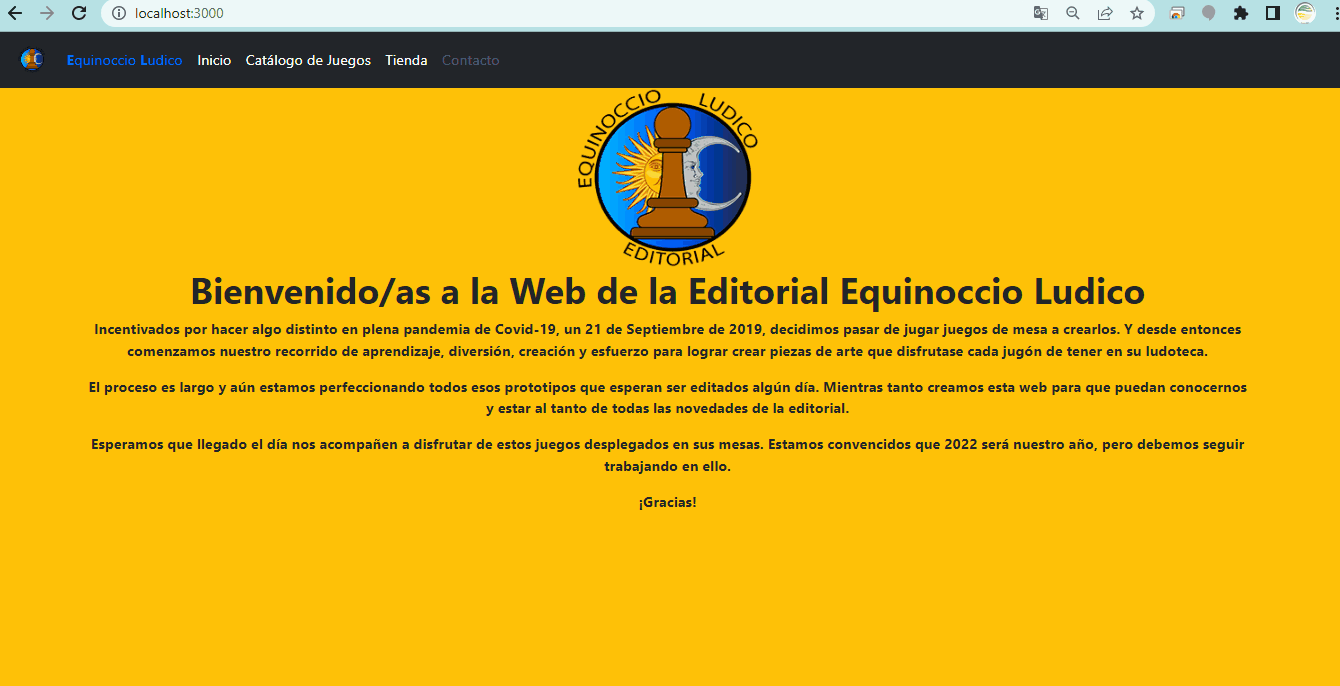 localhost:3000
Equinoccio Ludico Inicio Catálogo de Juegos Tienda Contacto
EQUINOCCIO LUDICO
EDITORIAL
Bienvenido/as a la Web de la Editorial Equinoccio Ludico
Incentivados por hacer algo distinto en plena pandemia de Covid-19, un 21 de Septiembre de 2019, decidimos pasar de jugar juegos de mesa a crearlos. Y desde entonces
comenzamos nuestro recorrido de aprendizaje, diversión, creación y esfuerzo para lograr crear piezas de arte que disfrutase cada jugón de tener en su ludoteca.
El proceso es largo y aún estamos perfeccionando todos esos prototipos que esperan ser editados algún día. Mientras tanto creamos esta web para que puedan conocernos
y estar al tanto de todas las novedades de la editorial.
Esperamos que llegado el día nos acompañen a disfrutar de estos juegos desplegados en sus mesas. Estamos convencidos que 2022 será nuestro año, pero debemos seguir
trabajando en ello.
¡Gracias!